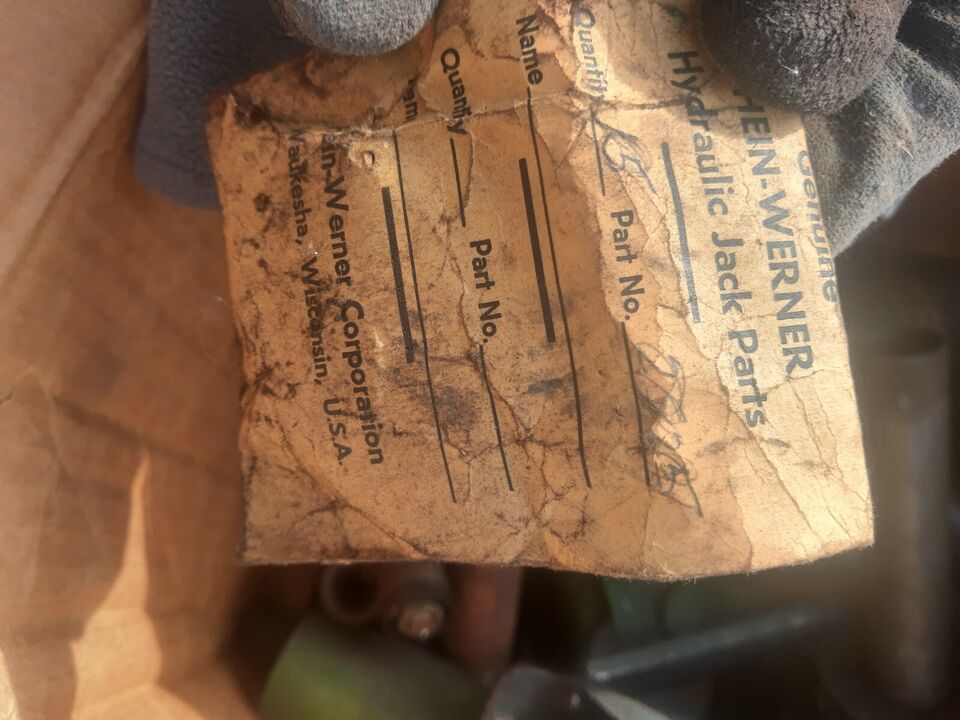 Genuine
HEIN-WERNER
Hydraulic Jack Parts
Quantity Part No.
Name
Quantity Part No.
Werner Corporation
Waukesha, Wisconsin, U.S.A.